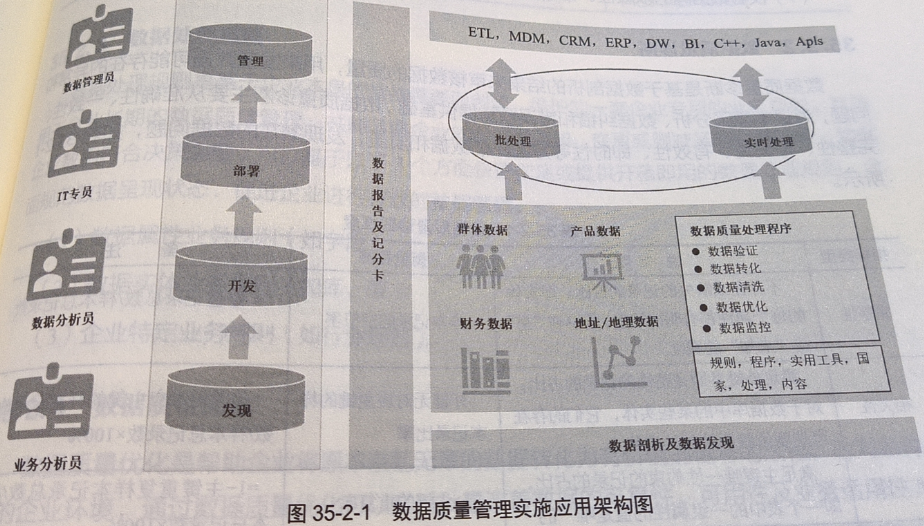 数据管理员
管理
IT专员
部署
数据分析员
开发
业务分析员
发现
数据报告及记分卡
ETL，MDM，CRM，ERP，DW，BI，C++，Java，Apls
批处理
实时处理
群体数据
产品数据
财务数据
地址/地理数据
数据质量处理程序
● 数据验证
● 数据转化
● 数据清洗
● 数据优化
● 数据监控
规则，程序，实用工具，国
家，处理，内容
数据剖析及数据发现
图 35-2-1 数据质量管理实施应用架构图